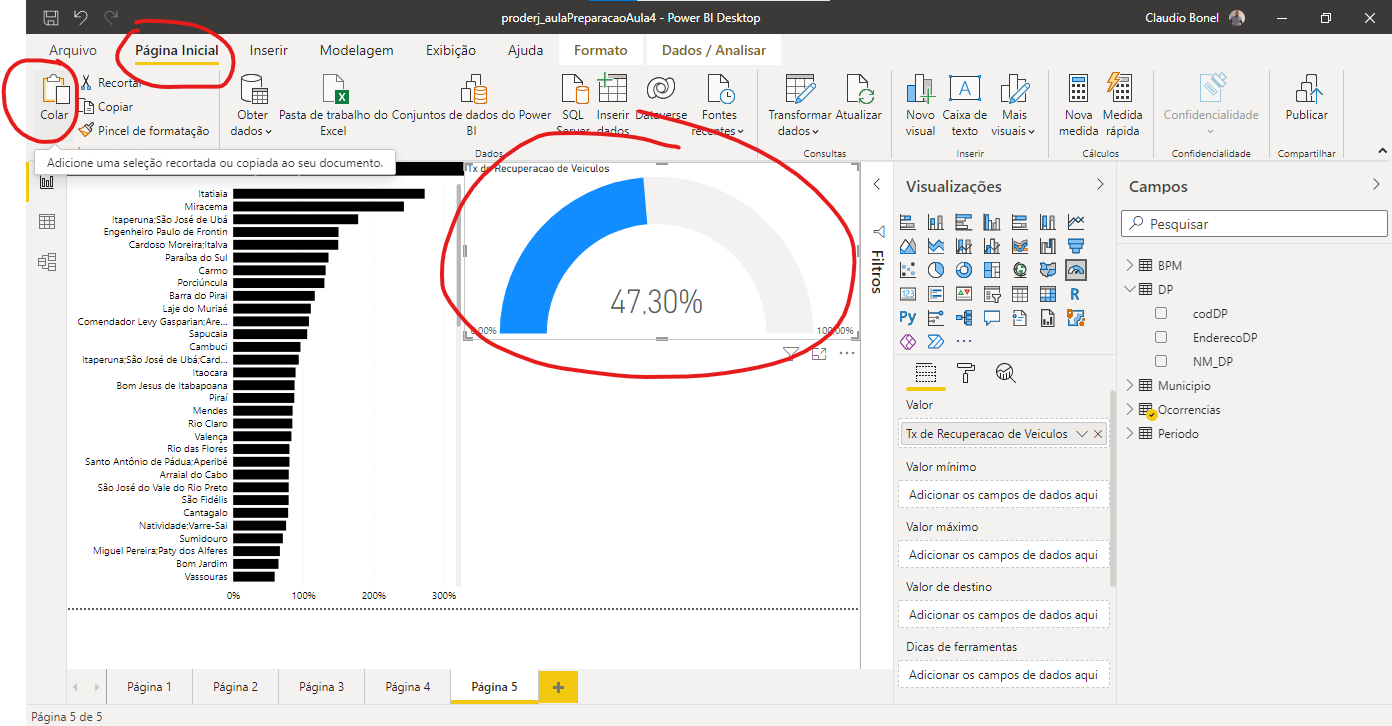 proderj_aulaPreparacaoAula4 - Power BI Desktop
Claudio Bonel
Arquivo
Página Inicial
Inserir
Modelagem
Exibição
Ajuda
Formato
Dados / Analisar
Colar
Recortar
Copiar
Pincel de formatação
Obter
dados
Pasta de trabalho do
Excel
Conjuntos de dados do Power
BI
SQL
Server
Inserir
dados
Dataverse
Fontes
recentes
Transformar
dados
Atualizar
Novo
visual
Caixa de
texto
Mais
visuais
Nova
medida
Medida
rápida
Confidencialidade
Publicar
Dados
Consultas
Inserir
Cálculos
Confidencialidade
Compartilhar
Adicione uma seleção recortada ou copiada ao seu documento.
Itatiaia
Miracema
Itaperuna;São José de Ubá
Engenheiro Paulo de Frontin
Cardoso Moreira;Italva
Paraíba do Sul
Carmo
Porciúncula
Barra do Piraí
Laje do Muriaé
Comendador Levy Gasparian;Are...
Sapucaia
Cambuci
Itaperuna;São José de Ubá;Card...
Itaocara
Bom Jesus de Itabapoana
Piraí
Mendes
Rio Claro
Valença
Rio das Flores
Santo Antônio de Pádua;Aperibé
Arraial do Cabo
São José do Vale do Rio Preto
São Fidélis
Cantagalo
Natividade;Varre-Sai
Sumidouro
Miguel Pereira;Paty dos Alferes
Bom Jardim
Vassouras
0%
100%
200%
300%
Tx de Recuperacao de Veiculos
47,30%
0,00%
100,00%
Filtros
Visualizações
Valor
Tx de Recuperacao de Veiculos
Valor mínimo
Adicionar os campos de dados aqui
Valor máximo
Adicionar os campos de dados aqui
Valor de destino
Adicionar os campos de dados aqui
Dicas de ferramentas
Adicionar os campos de dados aqui
Campos
Pesquisar
BPM
DP
codDP
EnderecoDP
NM_DP
Municipio
Ocorrencias
Periodo
Página 1
Página 2
Página 3
Página 4
Página 5
Página 5 de 5